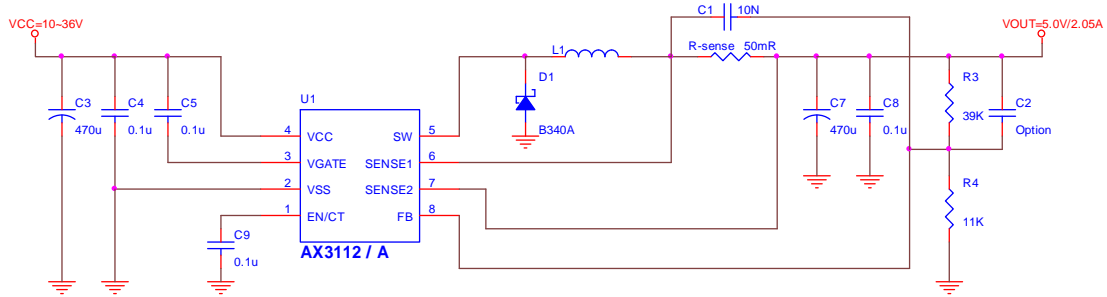 C1 10N
VCC=10~36V
VOUT=5.0V/2.05A
L1
R-sense 50mR
D1
B340A
C3
470u
C4
0.1u
C5
0.1u
U1
C7
470u
C8
0.1u
R3
39K
C2
Option
4 VCC SW 5
3 VGATE SENSE1 6
2 VSS SENSE2 7
1 EN/CT FB 8
R4
11K
C9
0.1u
AX3112 / A